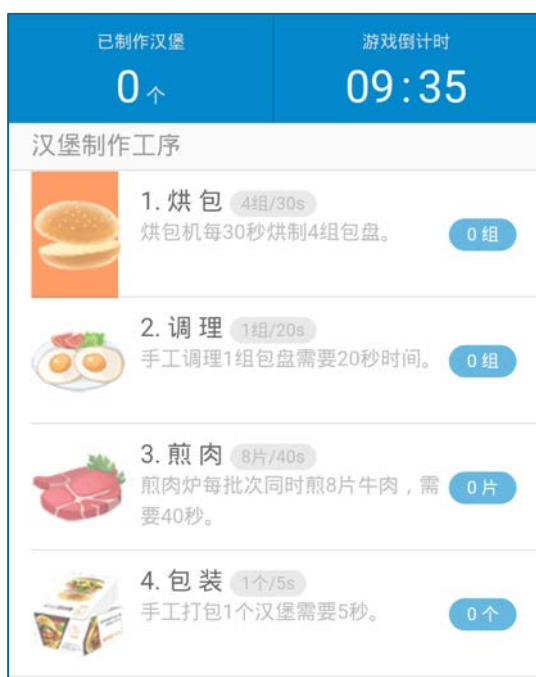 已制作汉堡
游戏倒计时
0个
09:35
汉堡制作工序
1. 烘 包 4组/30s
烘包机每30秒烘制4组包盘。
0 组
2. 调 理 1组/20s
手工调理1组包盘需要20秒时间。
0 组
3. 煎 肉 8片/40s
煎肉炉每批次同时煎8片牛肉，需
要40秒。
0 片
4. 包 装 1个/5s
手工打包1个汉堡需要5秒。
0 个